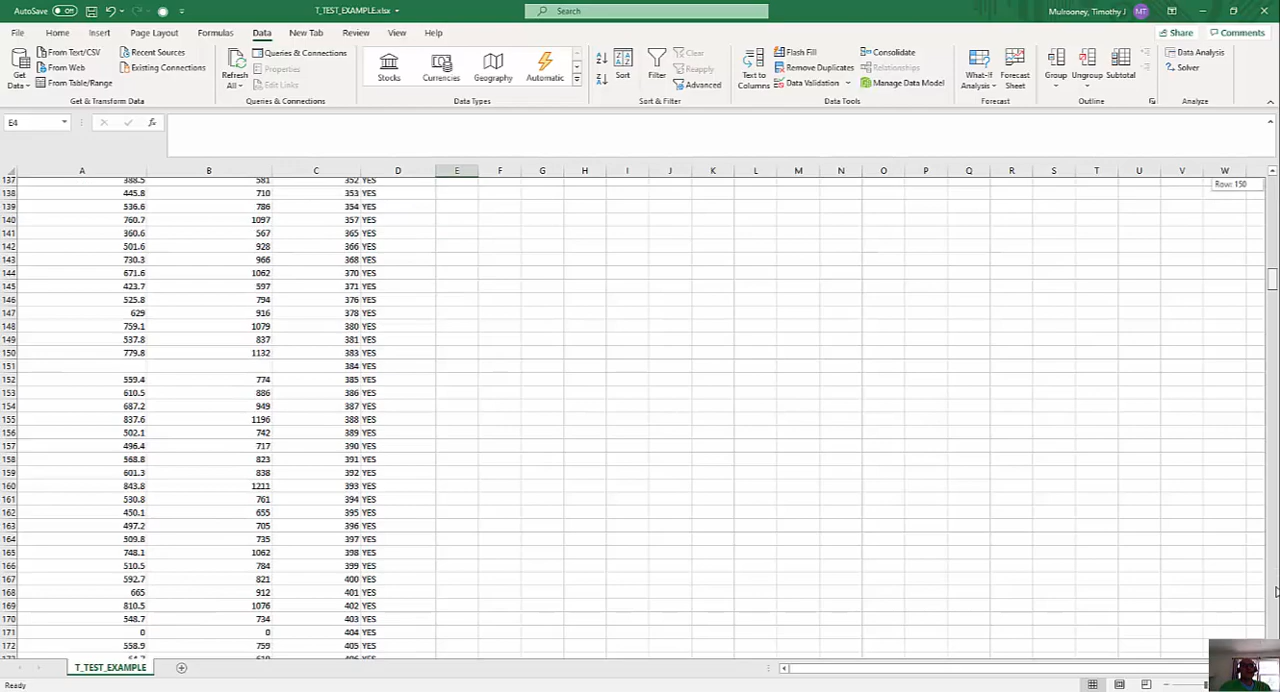 AutoSave Off T_TEST_EXAMPLE.xlsx Search Mulrooney, Timothy J MT
File Home Insert Page Layout Formulas Data Review View Help Share Comments
Get Data From Text/CSV From Web From Table/Range Recent Sources Existing Connections
Refresh All Queries & Connections Properties Edit Links
Stocks Currencies Geography Automatic
Sort Filter Clear Reapply Advanced
Text to Columns Flash Fill Remove Duplicates Data Validation Consolidate Relationships Manage Data Model
What-If Analysis Forecast Sheet Group Ungroup Subtotal Data Analysis Solver
Get & Transform Data Queries & Connections Data Types Sort & Filter Data Tools Forecast Outline Analyze
E4 fx
A B C D E F G H I J K L M N O P Q R S T U V W
137 388.5 581 352 YES Row: 150
138 445.8 710 353 YES
139 536.6 786 354 YES
140 760.7 1097 357 YES
141 360.6 567 365 YES
142 501.6 928 366 YES
143 730.3 966 368 YES
144 671.6 1062 370 YES
145 423.7 597 371 YES
146 525.8 794 376 YES
147 629 916 378 YES
148 759.1 1079 380 YES
149 537.8 837 381 YES
150 779.8 1132 383 YES
151 384 YES
152 559.4 774 385 YES
153 610.5 886 386 YES
154 687.2 949 387 YES
155 837.6 1196 388 YES
156 502.1 742 389 YES
157 496.4 717 390 YES
158 568.8 823 391 YES
159 601.3 838 392 YES
160 843.8 1211 393 YES
161 530.8 761 394 YES
162 450.1 655 395 YES
163 497.2 705 396 YES
164 509.8 735 397 YES
165 748.1 1062 398 YES
166 510.5 784 399 YES
167 592.7 821 400 YES
168 665 912 401 YES
169 810.5 1076 402 YES
170 548.7 734 403 YES
171 0 0 404 YES
172 558.9 759 405 YES
T_TEST_EXAMPLE
Ready